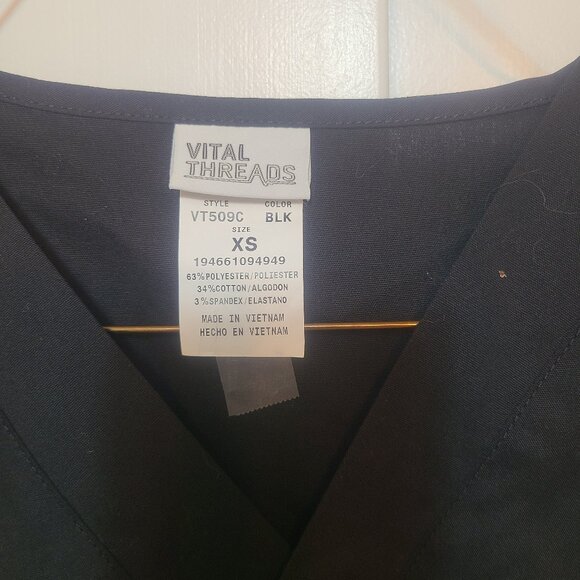 VITAL
THREADS
STYLE COLOR
VT509C BLK
SIZE
XS
194661094949
63%POLYESTER/POLIESTER
34%COTTON/ALGODON
3%SPANDEX/ELASTANO
MADE IN VIETNAM
HECHO EN VIETNAM